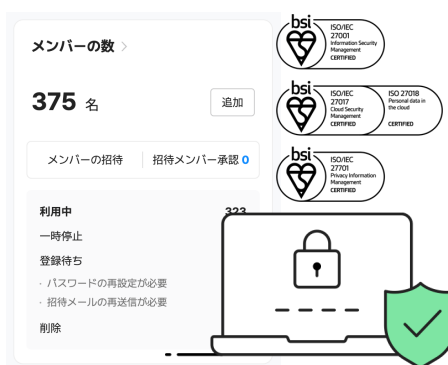 メンバーの数 >
375 名
追加
メンバーの招待
招待メンバー承認 0
利用中 323
一時停止
登録待ち
· パスワードの再設定が必要
· 招待メールの再送信が必要
削除
bsi.
ISO/IEC
27001
Information Security
Management
CERTIFIED
bsi.
ISO/IEC
27017
Cloud Security
Management
CERTIFIED
ISO 27018
Personal data in
the cloud
CERTIFIED
bsi.
ISO/IEC
27701
Privacy Information
Management
CERTIFIED